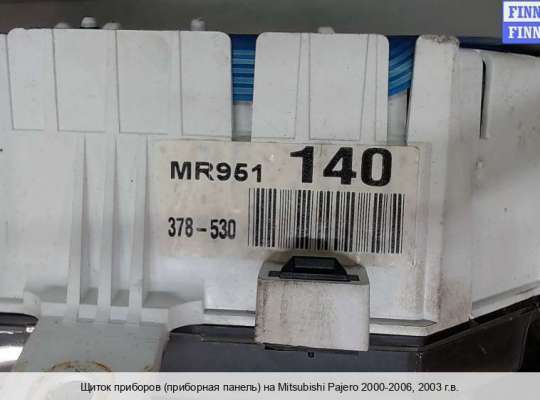 FINN
FINN
MR951 140
378-530
Щиток приборов (приборная панель) на Mitsubishi Pajero 2000-2006, 2003 г.в.